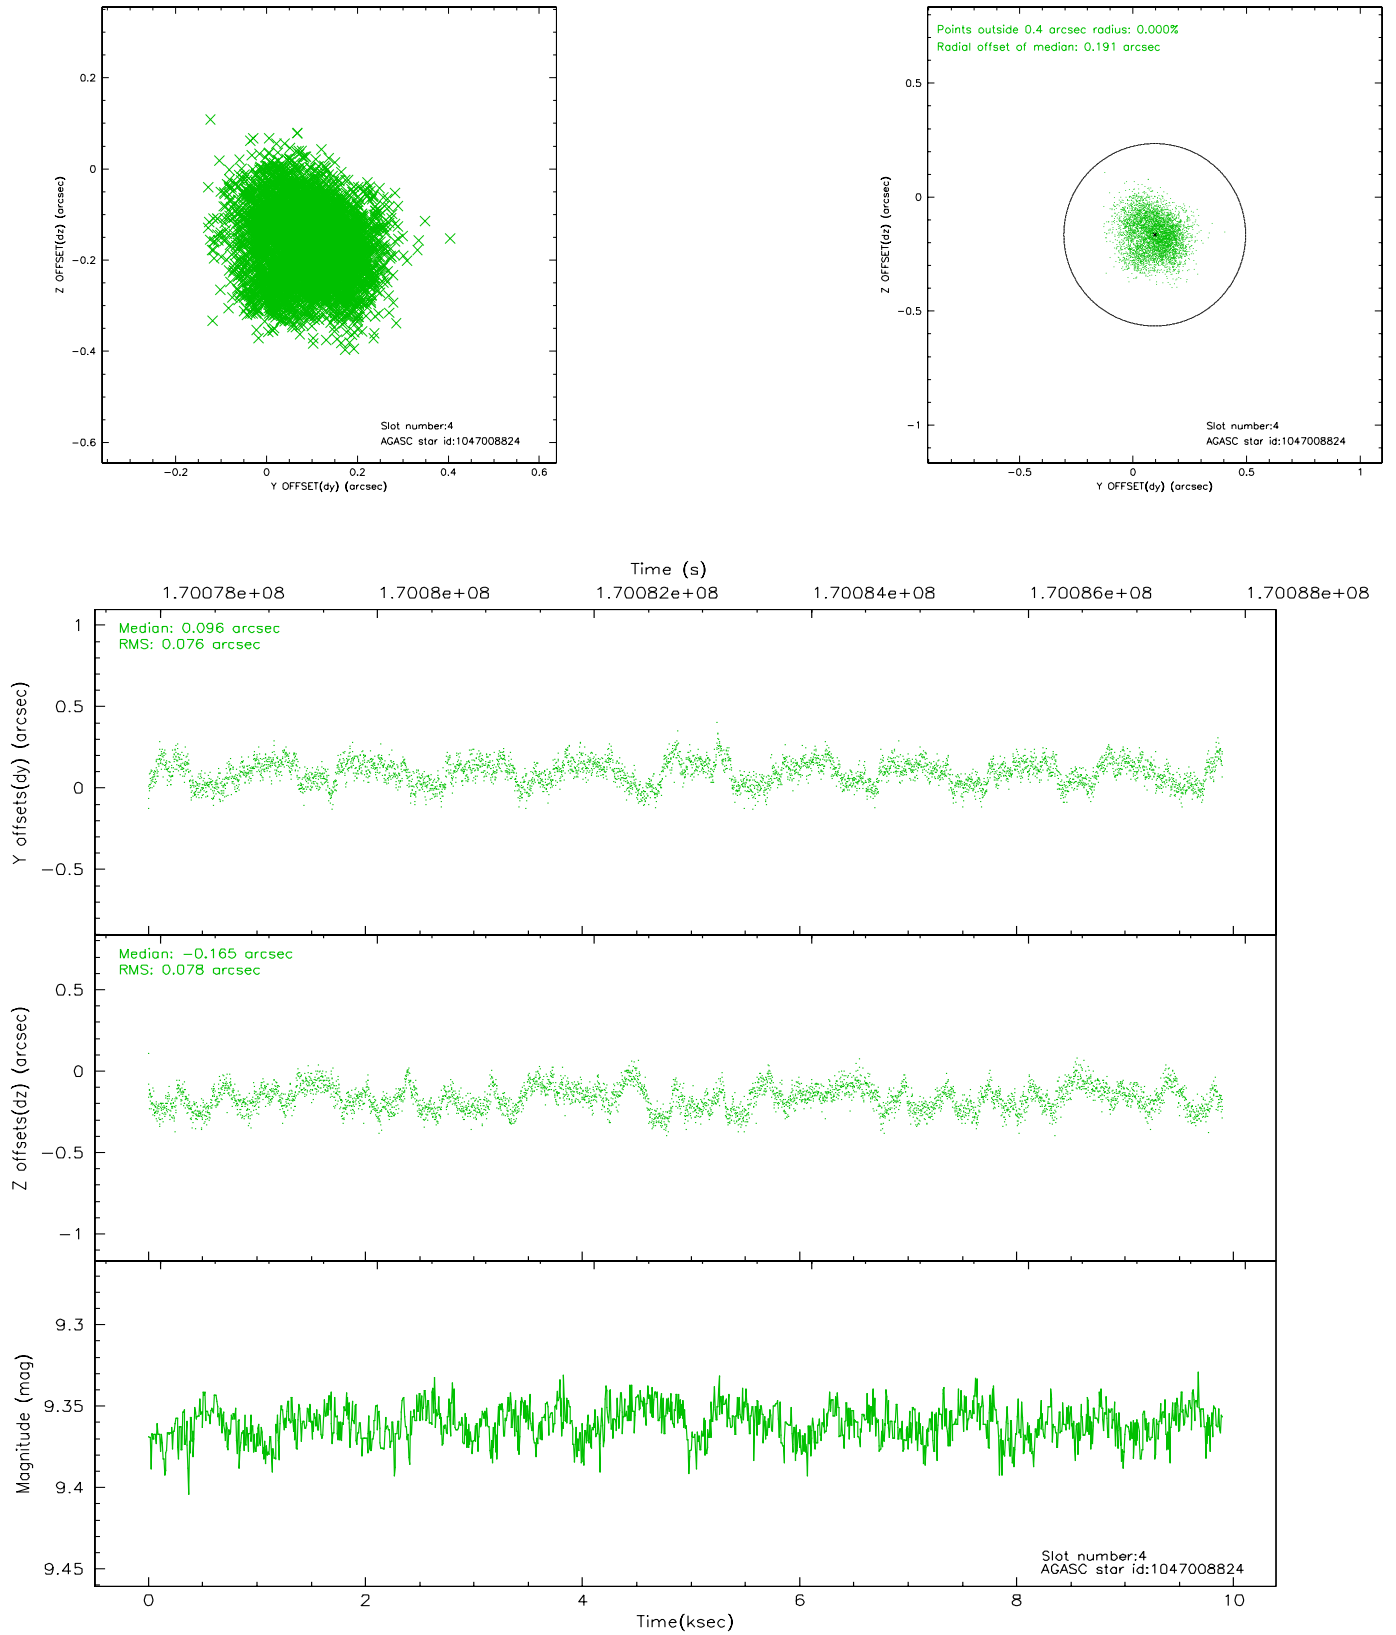 0.2
0
−0.2
−0.4
−0.6
Z OFFSET(dz) (arcsec)
Slot number:4
AGASC star id:1047008824
−0.2 0 0.2 0.4 0.6
Y OFFSET(dy) (arcsec)
Points outside 0.4 arcsec radius: 0.000%
Radial offset of median: 0.191 arcsec
0.5
0
−0.5
−1
Z OFFSET(dz) (arcsec)
Slot number:4
AGASC star id:1047008824
−0.5 0 0.5 1
Y OFFSET(dy) (arcsec)
Time (s)
1.70078e+08 1.7008e+08 1.70082e+08 1.70084e+08 1.70086e+08 1.70088e+08
Median: 0.096 arcsec
RMS: 0.076 arcsec
1
0.5
0
−0.5
Y offsets(dy) (arcsec)
Median: −0.165 arcsec
RMS: 0.078 arcsec
0.5
0
−0.5
−1
Z offsets(dz) (arcsec)
9.3
9.35
9.4
9.45
Magnitude (mag)
Slot number:4
AGASC star id:1047008824
0 2 4 6 8 10
Time(ksec)